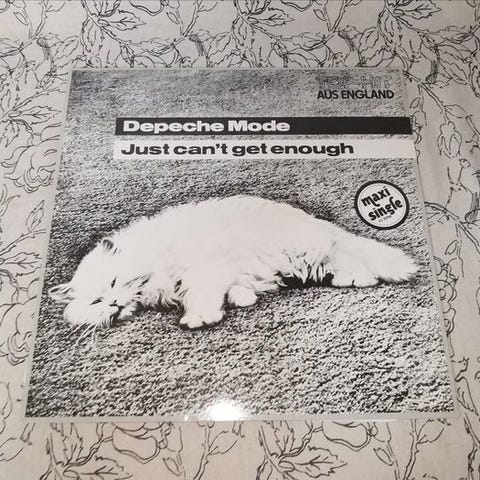 TOP-HIT
AUS ENGLAND
Depeche Mode
Just can't get enough
maxi
single